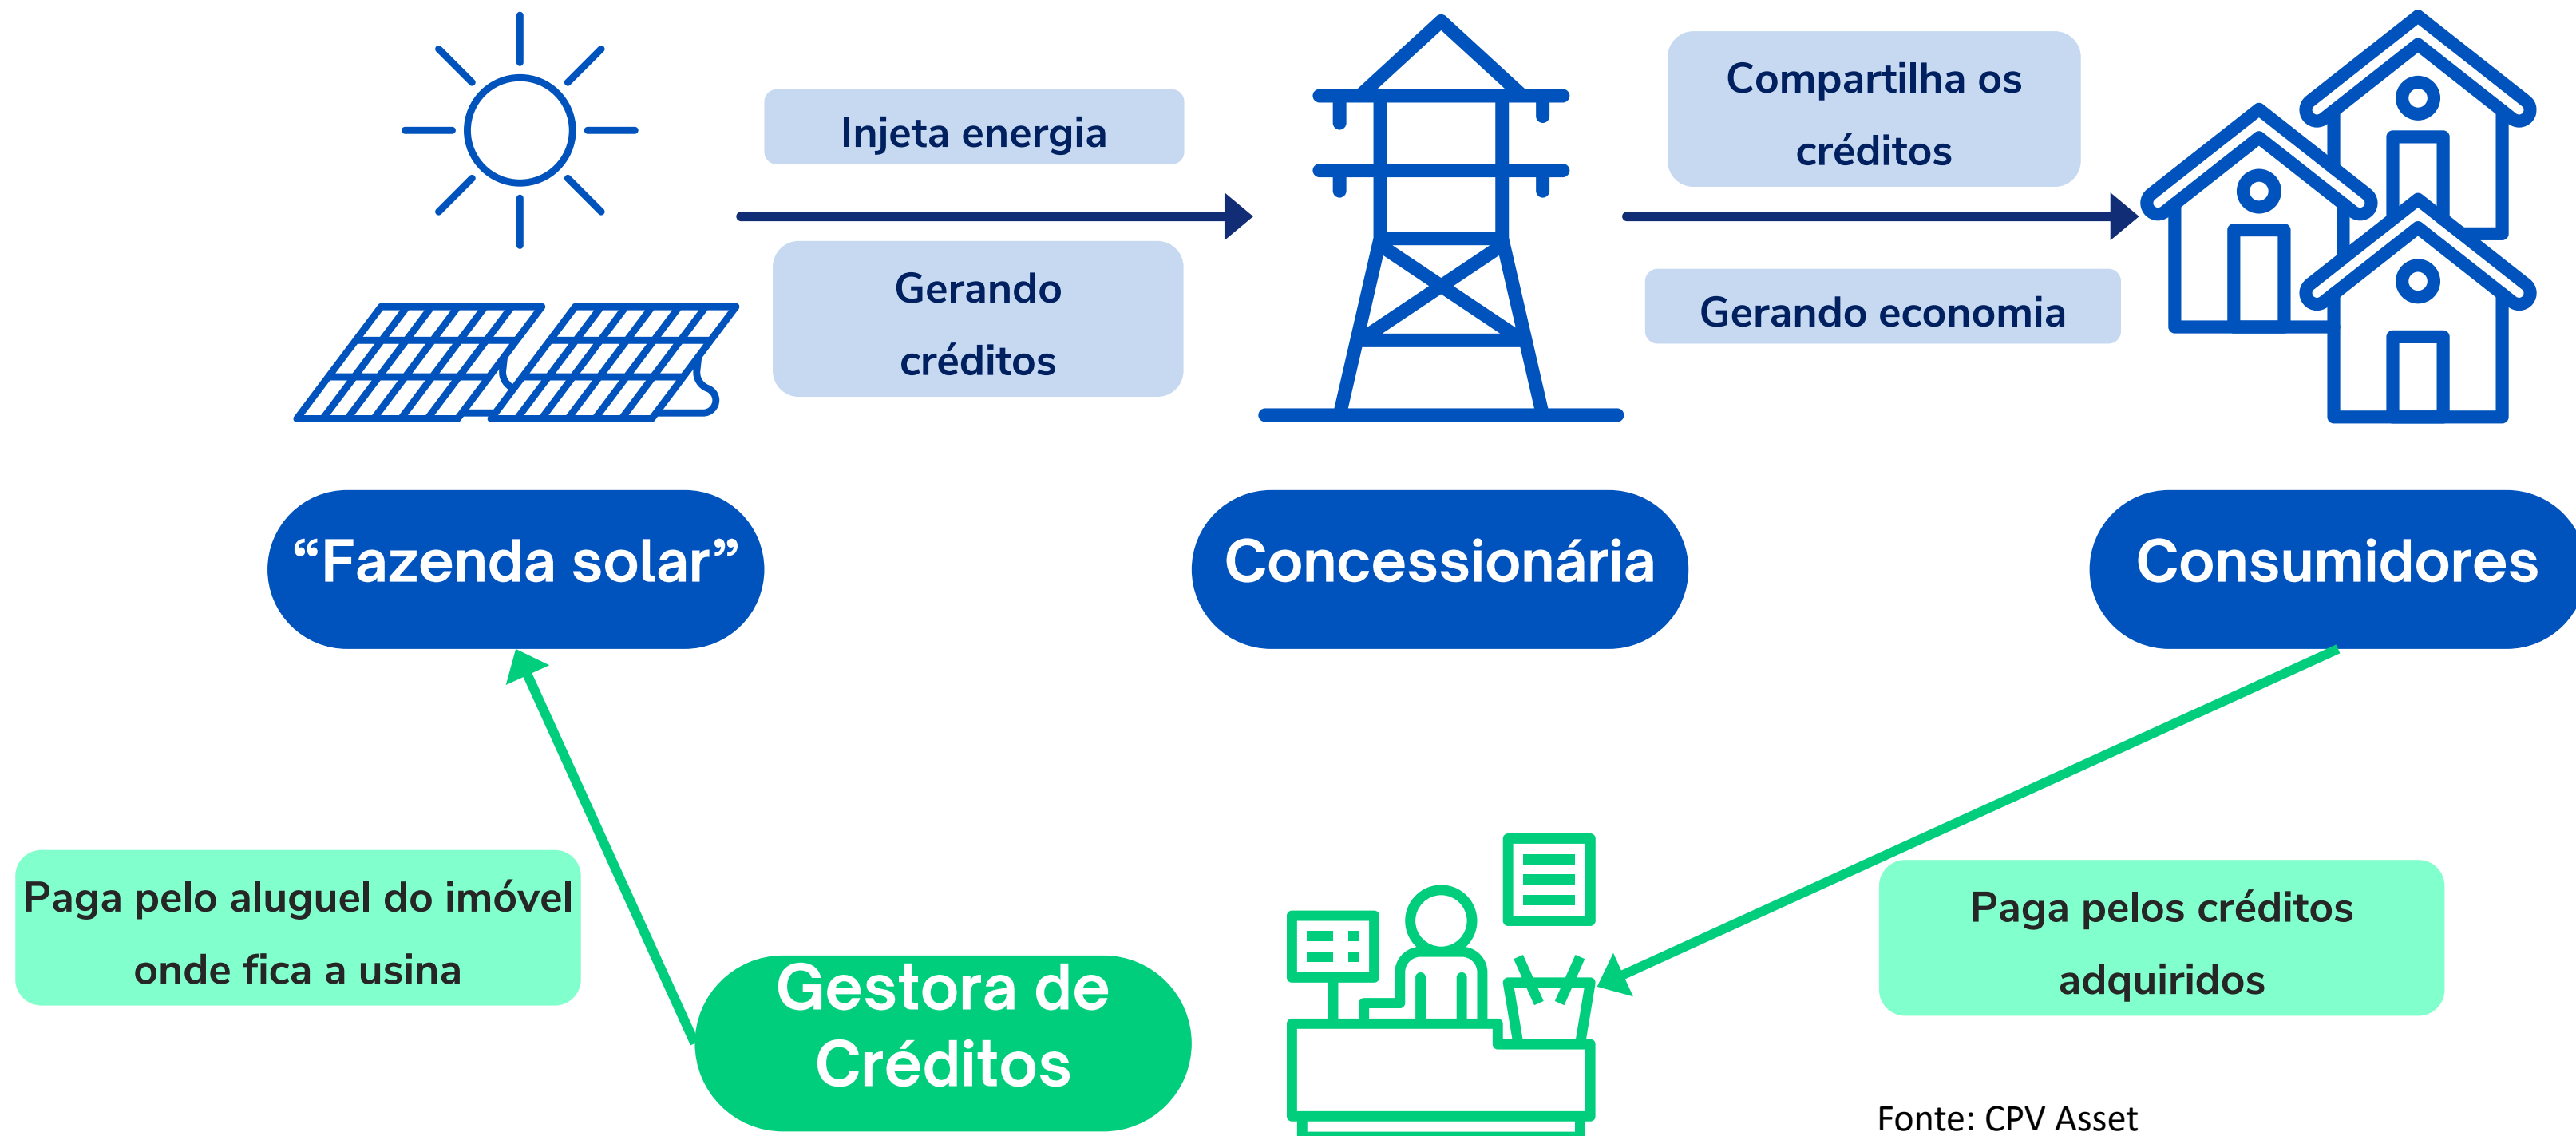 Injeta energia
Gerando
créditos
Compartilha os
créditos
Gerando economia
“Fazenda solar”
Concessionária
Consumidores
Paga pelo aluguel do imóvel
onde fica a usina
Gestora de
Créditos
Paga pelos créditos
adquiridos
Fonte: CPV Asset